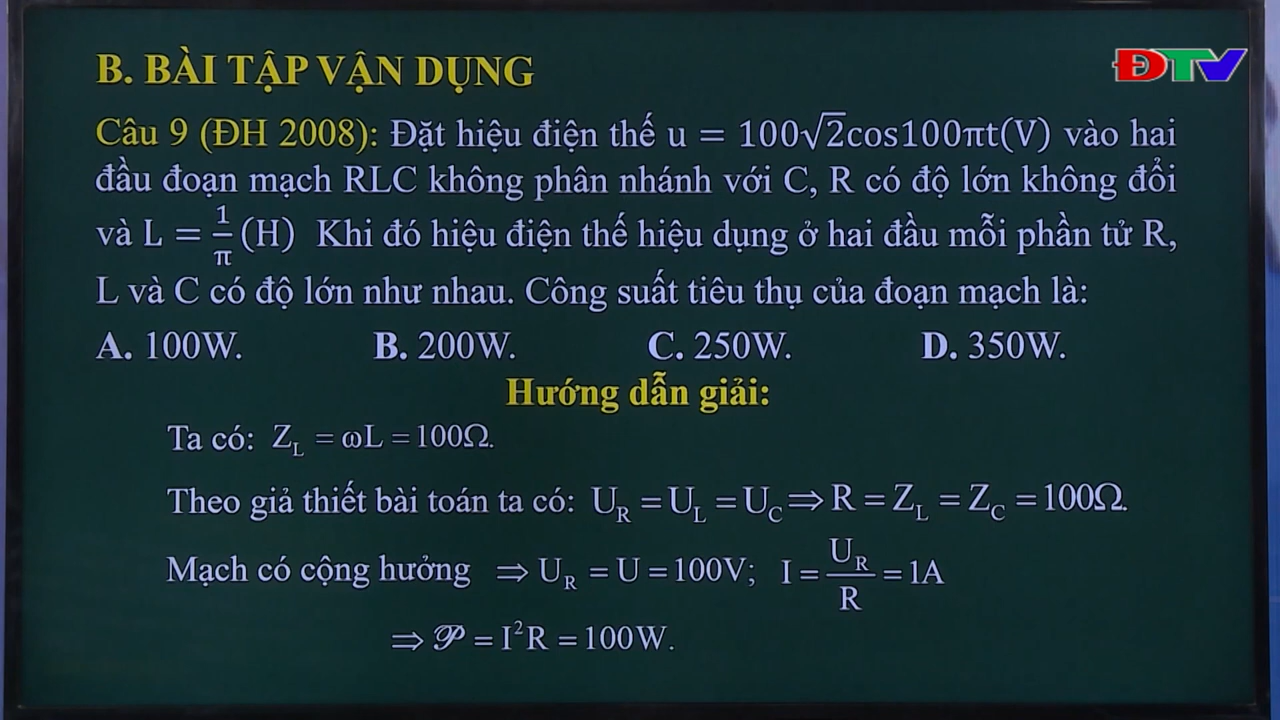 B. BÀI TẬP VẬN DỤNG
ĐTV
Câu 9 (ĐH 2008): Đặt hiệu điện thế u = 100√2cos100πt(V) vào hai
đầu đoạn mạch RLC không phân nhánh với C, R có độ lớn không đổi
và L = 1/π (H) Khi đó hiệu điện thế hiệu dụng ở hai đầu mỗi phần tử R,
L và C có độ lớn như nhau. Công suất tiêu thụ của đoạn mạch là:
A. 100W. B. 200W. C. 250W. D. 350W.
Hướng dẫn giải:
Ta có: Z_L = ωL = 100Ω.
Theo giả thiết bài toán ta có: U_R = U_L = U_C ⇒ R = Z_L = Z_C = 100Ω.
Mạch có cộng hưởng ⇒ U_R = U = 100V; I = U_R/R = 1A
⇒ 𝒫 = I²R = 100W.